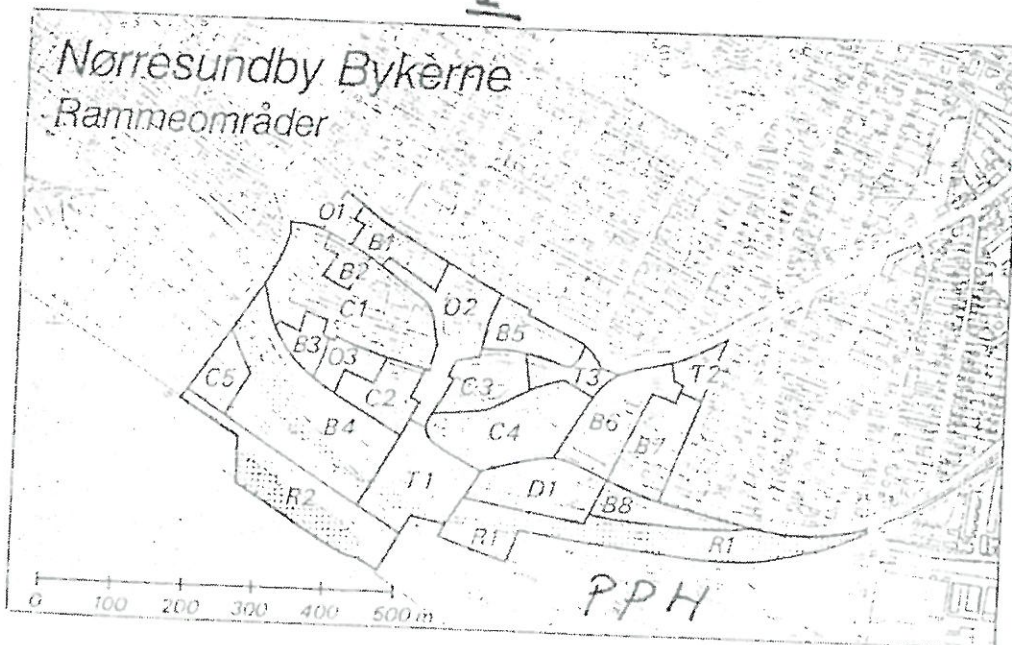 Nørresundby Bykerne
Rammeområder
O1
B1
B2
C1
O2
B5
B3
O3
C2
C3
T3
T2
C5
B4
C4
B6
B7
T1
D1
B8
R2
R1
R1
0 100 200 300 400 500 m
PPH